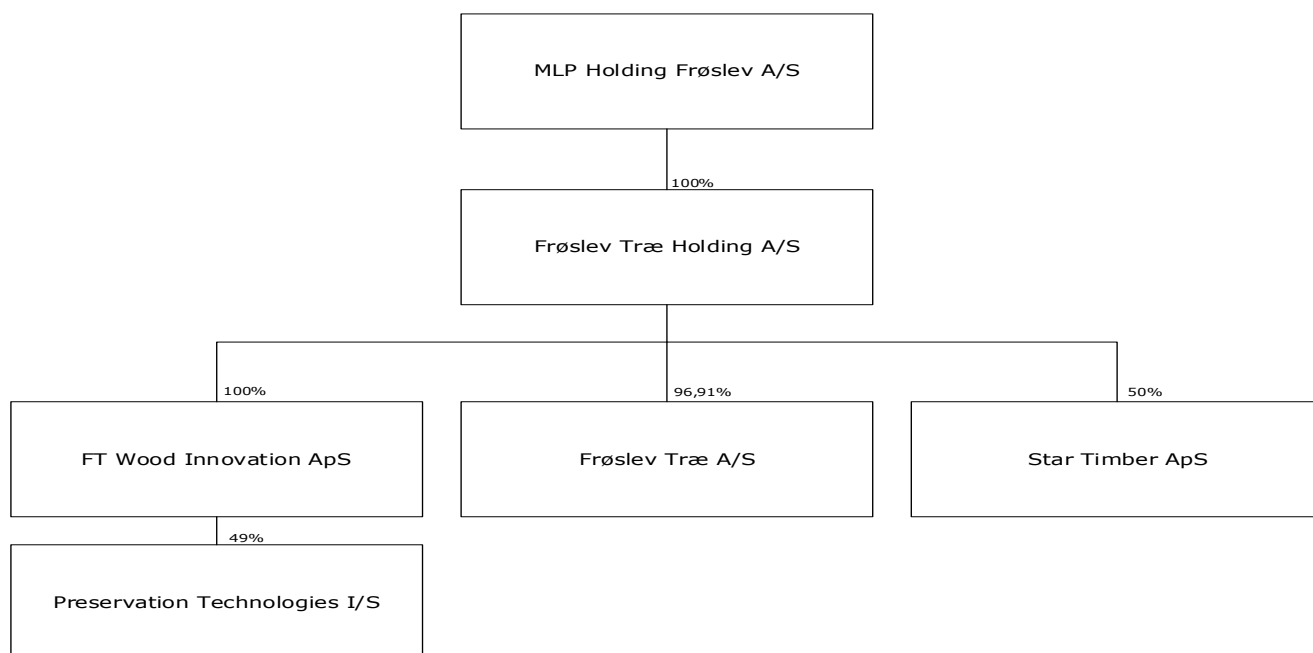 MLP Holding Frøslev A/S
100%
Frøslev Træ Holding A/S
100%
96,91%
50%
FT Wood Innovation ApS
Frøslev Træ A/S
Star Timber ApS
49%
Preservation Technologies I/S